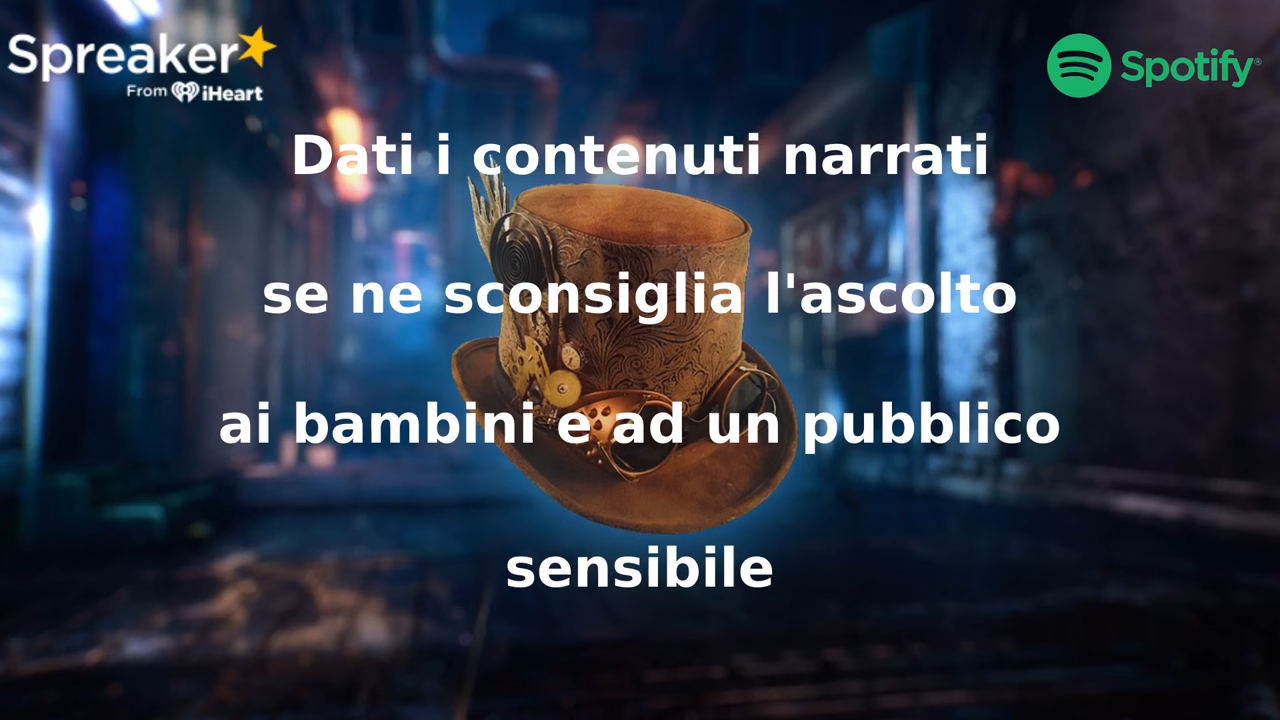 Spreaker
From iHeart
Spotify®
Dati i contenuti narrati
se ne sconsiglia l'ascolto
ai bambini e ad un pubblico
sensibile